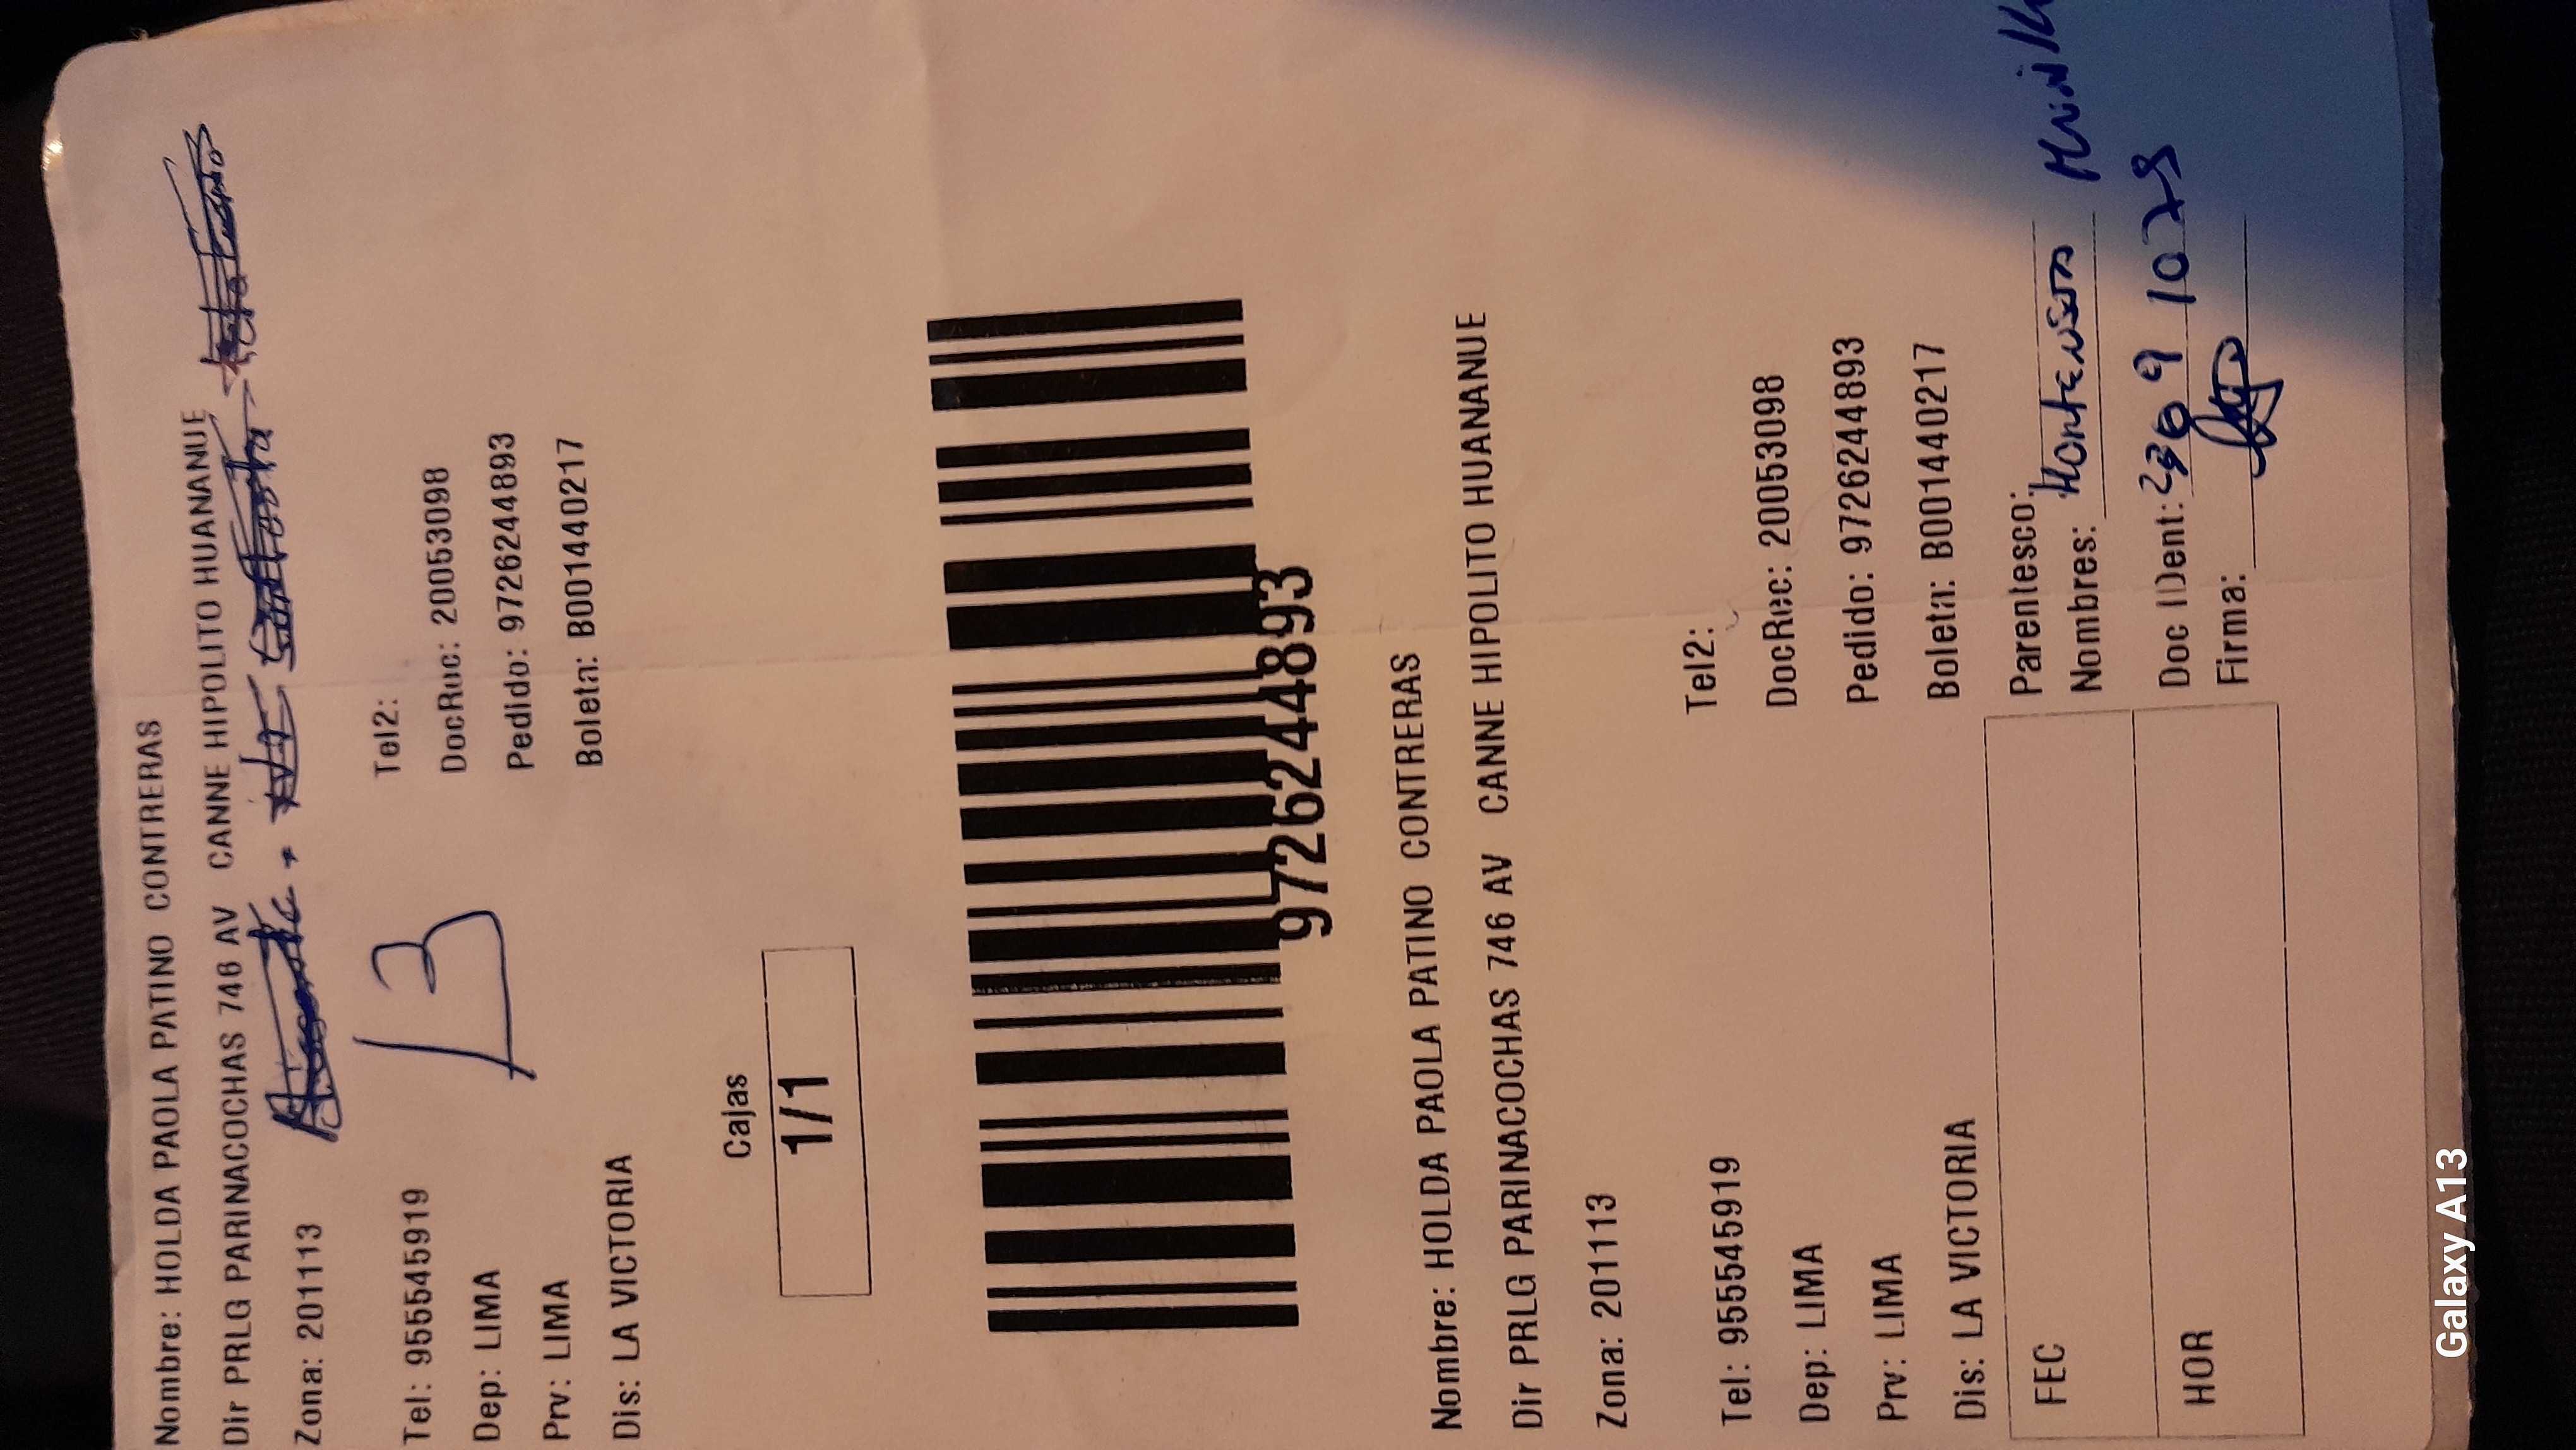 Nombre: HOLDA PAOLA PATINO CONTRERAS
Dir PRLG PARINACOCHAS 746 AV CANNE HIPOLITO HUANANUE
Zona: 201113
13
Tel: 955545919 Tel2:
Dep: LIMA DocRuc: 20053098
Prv: LIMA Pedido: 9726244893
Dis: LA VICTORIA Boleta: B001440217
Cajas
1/1
9726244893
Nombre: HOLDA PAOLA PATINO CONTRERAS
Dir PRLG PARINACOCHAS 746 AV CANNE HIPOLITO HUANANUE
Zona: 201113
Tel: 955545919 Tel2:
Dep: LIMA DocRuc: 20053098
Prv: LIMA Pedido: 9726244893
Dis: LA VICTORIA Boleta: B001440217
FEC Parentesco:
Nombres:
HOR Doc IDent:
Firma:
Galaxy A13